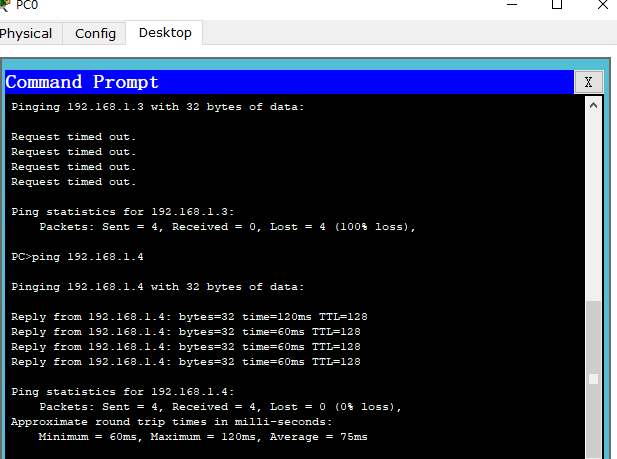 PC0
Physical Config Desktop
Command Prompt X
Pinging 192.168.1.3 with 32 bytes of data:
Request timed out.
Request timed out.
Request timed out.
Request timed out.
Ping statistics for 192.168.1.3:
Packets: Sent = 4, Received = 0, Lost = 4 (100% loss),
PC>ping 192.168.1.4
Pinging 192.168.1.4 with 32 bytes of data:
Reply from 192.168.1.4: bytes=32 time=120ms TTL=128
Reply from 192.168.1.4: bytes=32 time=60ms TTL=128
Reply from 192.168.1.4: bytes=32 time=60ms TTL=128
Reply from 192.168.1.4: bytes=32 time=60ms TTL=128
Ping statistics for 192.168.1.4:
Packets: Sent = 4, Received = 4, Lost = 0 (0% loss),
Approximate round trip times in milli-seconds:
Minimum = 60ms, Maximum = 120ms, Average = 75ms